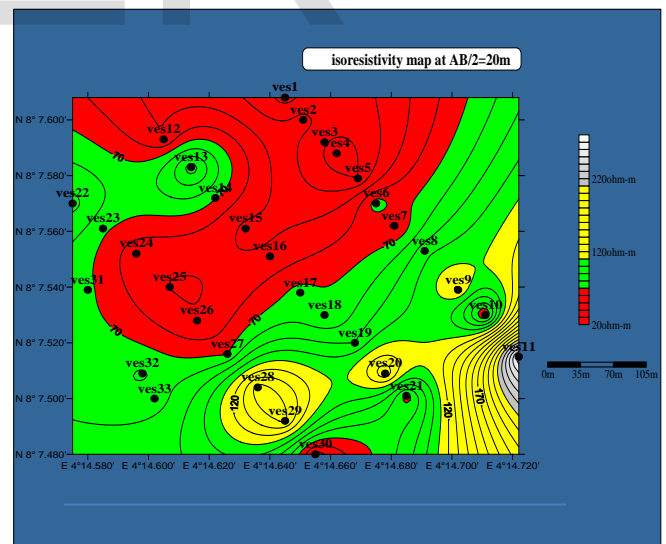 isoresistivity map at AB/2=20m
ves1
N 8° 7.600'
ves2
ves12
ves3
ves4
70
ves13
N 8° 7.580'
ves5
ves14
ves22
ves6
220ohm-m
ves23
ves7
N 8° 7.560'
ves15
ves24
70
ves8
ves16
120ohm-m
ves31
ves25
ves17
ves9
N 8° 7.540'
ves26
ves18
ves10
70
70
20ohm-m
N 8° 7.520'
ves27
ves19
ves11
ves32
ves20
0m 35m 70m 105m
ves33
ves28
ves21
N 8° 7.500'
120
ves29
120
170
ves30
N 8° 7.480'
E 4°14.580' E 4°14.600' E 4°14.620' E 4°14.640' E 4°14.660' E 4°14.680' E 4°14.700' E 4°14.720'